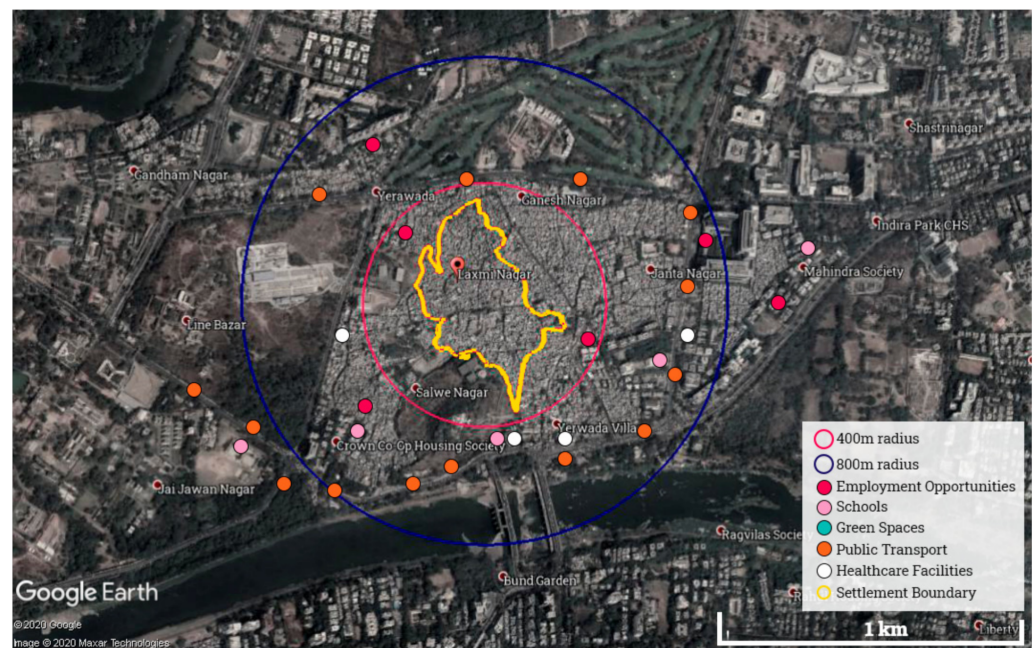 Shastrinagar
Gandham Nagar
Yerawada
Ganesh Nagar
Indira Park CHS
Laxmi Nagar
Janta Nagar
Mahindra Society
Line Bazar
Salwe Nagar
Yerwada Villa
Crown Co Op Housing Society
Jai Jawan Nagar
400m radius
800m radius
Employment Opportunities
Schools
Green Spaces
Public Transport
Healthcare Facilities
Settlement Boundary
Ragvilas Socie
Bund Garden
Google Earth
© 2020 Google
Image © 2020 Maxar Technologies
1 km
Liberty